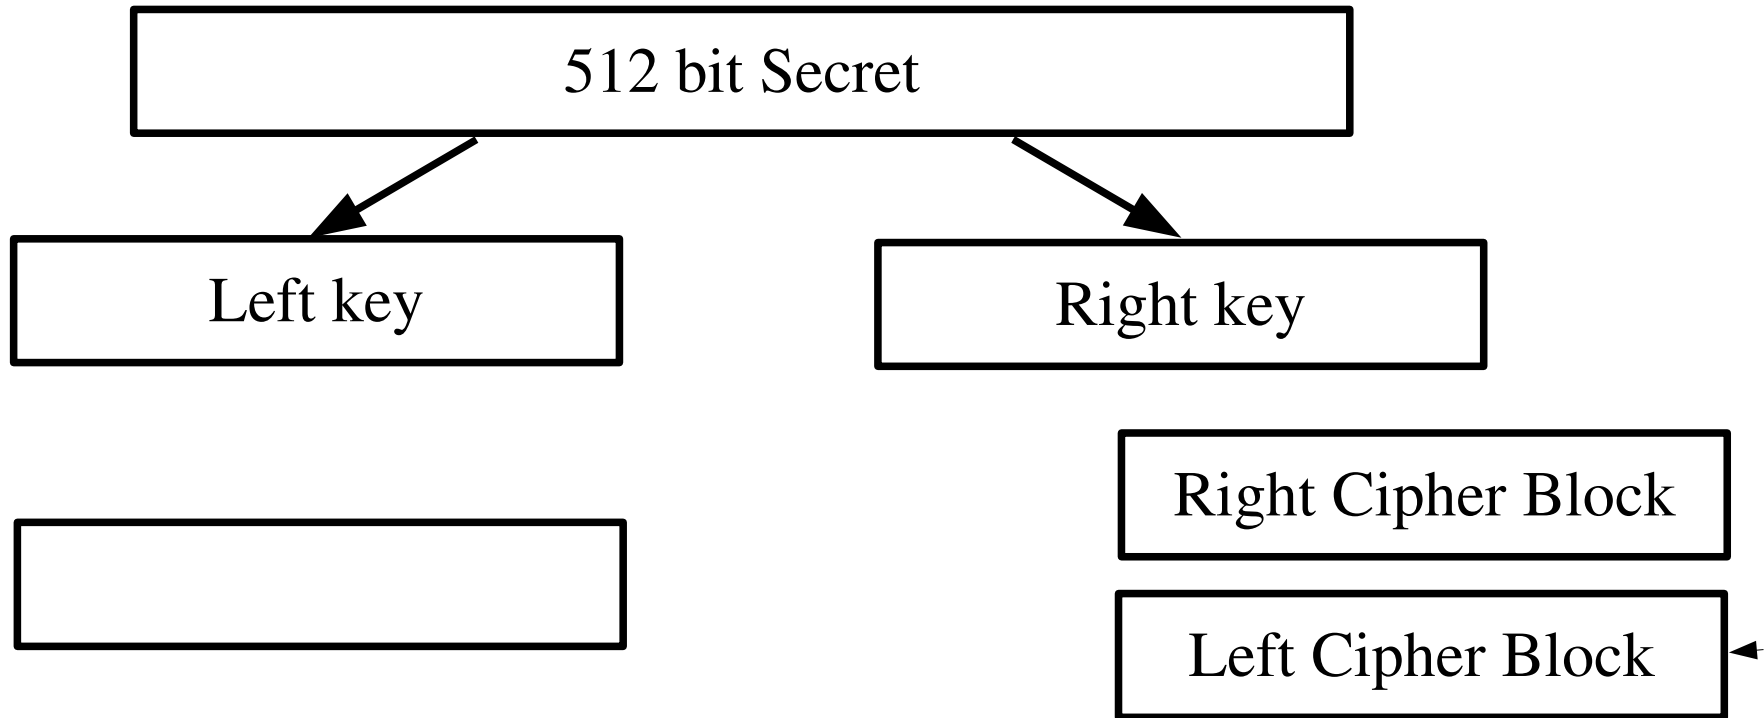 512 bit Secret
Left key
Right key
Right Cipher Block
Left Cipher Block